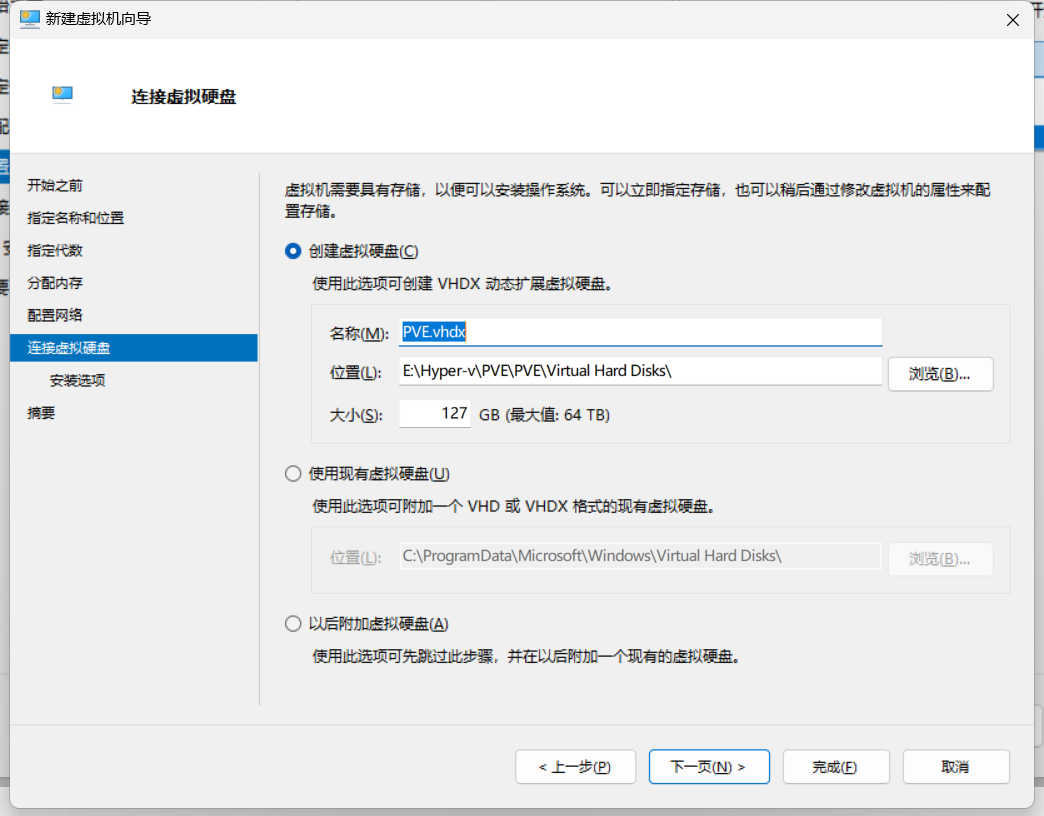 新建虚拟机向导
连接虚拟硬盘
开始之前
指定名称和位置
指定代数
分配内存
配置网络
连接虚拟硬盘
安装选项
摘要
虚拟机需要具有存储，以便可以安装操作系统。可以立即指定存储，也可以稍后通过修改虚拟机的属性来配
置存储。
创建虚拟硬盘(C)
使用此选项可创建 VHDX 动态扩展虚拟硬盘。
名称(M): PVE.vhdx
位置(L): E:\Hyper-v\PVE\PVE\Virtual Hard Disks\ 浏览(B)...
大小(S): 127 GB (最大值: 64 TB)
使用现有虚拟硬盘(U)
使用此选项可附加一个 VHD 或 VHDX 格式的现有虚拟硬盘。
位置(L): C:\ProgramData\Microsoft\Windows\Virtual Hard Disks\ 浏览(B)...
以后附加虚拟硬盘(A)
使用此选项可先跳过此步骤，并在以后附加一个现有的虚拟硬盘。
< 上一步(P) 下一页(N) > 完成(F) 取消